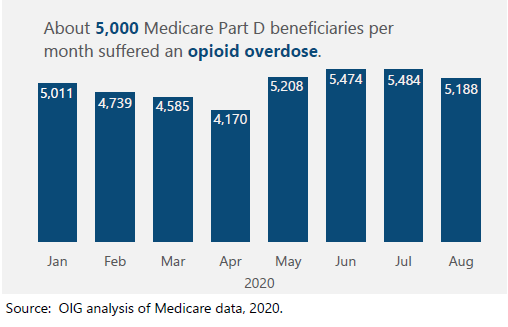 About 5,000 Medicare Part D beneficiaries per
month suffered an opioid overdose.
5,011 4,739 4,585 4,170 5,208 5,474 5,484 5,188
Jan Feb Mar Apr May Jun Jul Aug
2020
Source: OIG analysis of Medicare data, 2020.